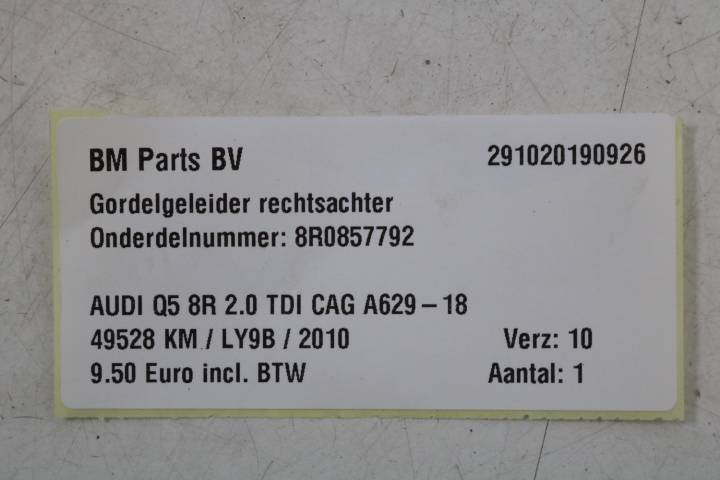 BM Parts BV 291020190926
Gordelgeleider rechtsachter
Onderdelnummer: 8R0857792
AUDI Q5 8R 2.0 TDI CAG A629 – 18
49528 KM / LY9B / 2010 Verz: 10
9.50 Euro incl. BTW Aantal: 1